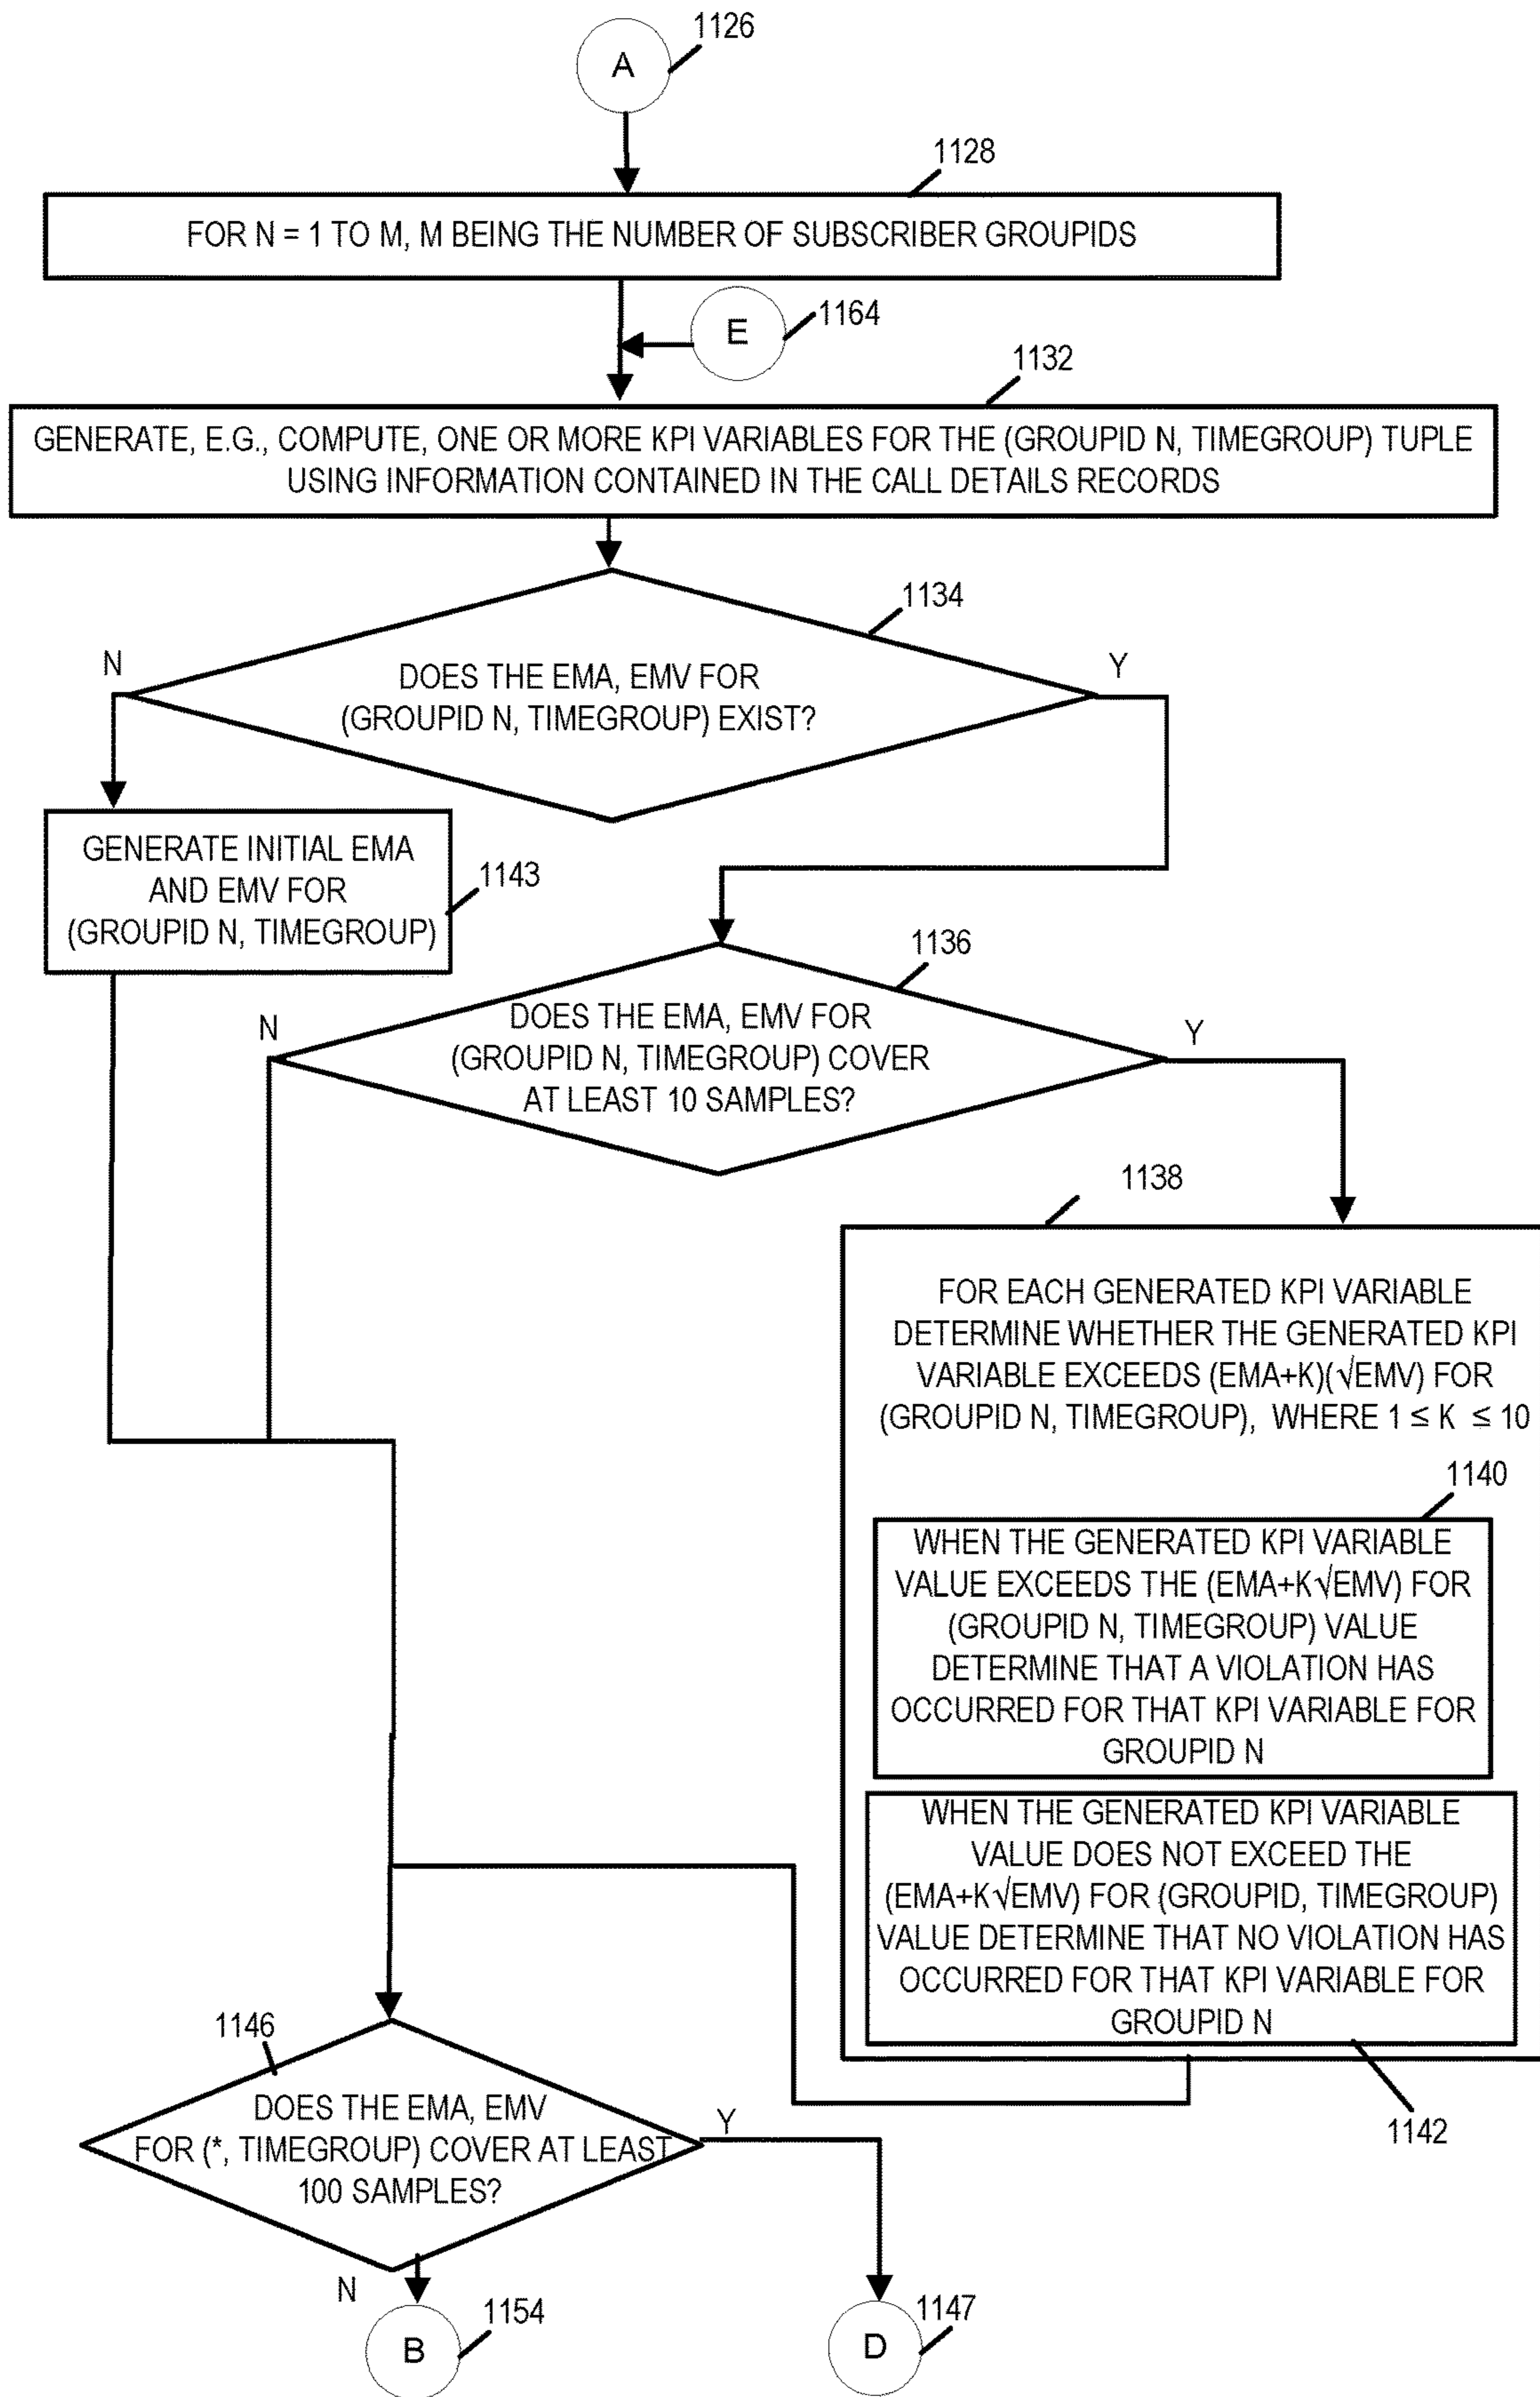 A
1126
1128
FOR N = 1 TO M, M BEING THE NUMBER OF SUBSCRIBER GROUPIDS
E
1164
1132
GENERATE, E.G., COMPUTE, ONE OR MORE KPI VARIABLES FOR THE (GROUPID N, TIMEGROUP) TUPLE
USING INFORMATION CONTAINED IN THE CALL DETAILS RECORDS
1134
N
Y
DOES THE EMA, EMV FOR
(GROUPID N, TIMEGROUP) EXIST?
GENERATE INITIAL EMA
AND EMV FOR
(GROUPID N, TIMEGROUP)
1143
1136
N
Y
DOES THE EMA, EMV FOR
(GROUPID N, TIMEGROUP) COVER
AT LEAST 10 SAMPLES?
1138
FOR EACH GENERATED KPI VARIABLE
DETERMINE WHETHER THE GENERATED KPI
VARIABLE EXCEEDS (EMA+K)(√EMV) FOR
(GROUPID N, TIMEGROUP), WHERE 1 ≤ K ≤ 10
1140
WHEN THE GENERATED KPI VARIABLE
VALUE EXCEEDS THE (EMA+K√EMV) FOR
(GROUPID N, TIMEGROUP) VALUE
DETERMINE THAT A VIOLATION HAS
OCCURRED FOR THAT KPI VARIABLE FOR
GROUPID N
WHEN THE GENERATED KPI VARIABLE
VALUE DOES NOT EXCEED THE
(EMA+K√EMV) FOR (GROUPID, TIMEGROUP)
VALUE DETERMINE THAT NO VIOLATION HAS
OCCURRED FOR THAT KPI VARIABLE FOR
GROUPID N
1142
1146
DOES THE EMA, EMV
FOR (*, TIMEGROUP) COVER AT LEAST
100 SAMPLES?
Y
N
B
1154
D
1147